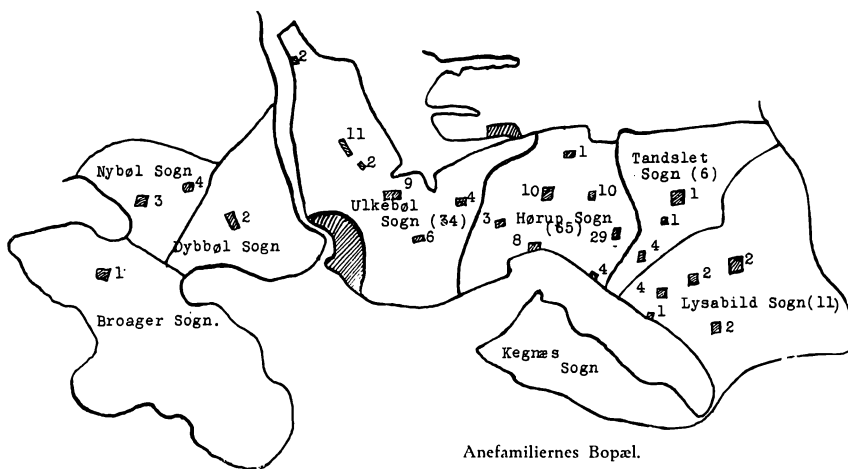 2
11
2
Nybøl Sogn
4
3
9
4
Ulkebøl
Sogn (34)
6
2
Dybbøl Sogn
1
Broager Sogn.
1
10
10
3
Hørup Sogn
(65)
29
8
4
Tandslet
Sogn (6)
1
1
4
2
2
4
Lysabild Sogn(11)
1
2
Kegnæs
Sogn
Anefamiliernes Bopæl.